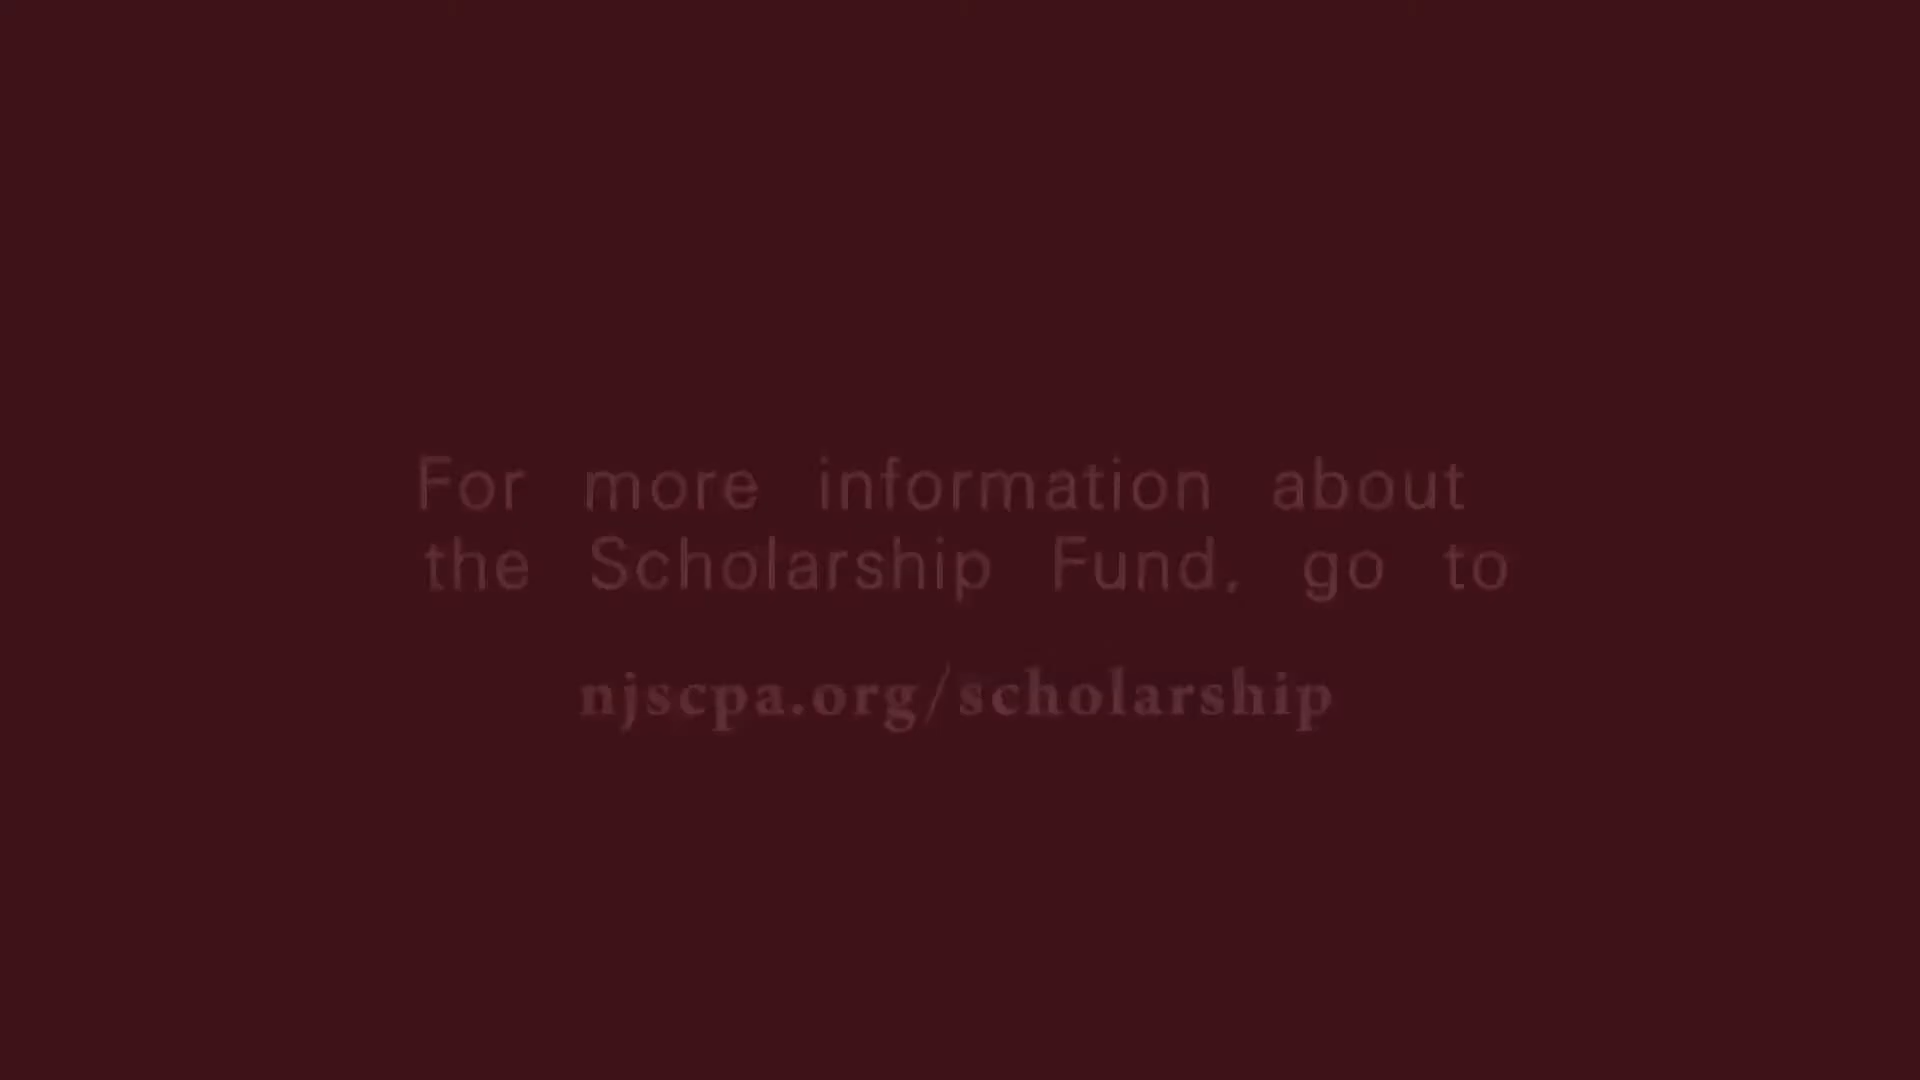 For more information about
the Scholarship Fund, go to
njscpa.org/scholarship